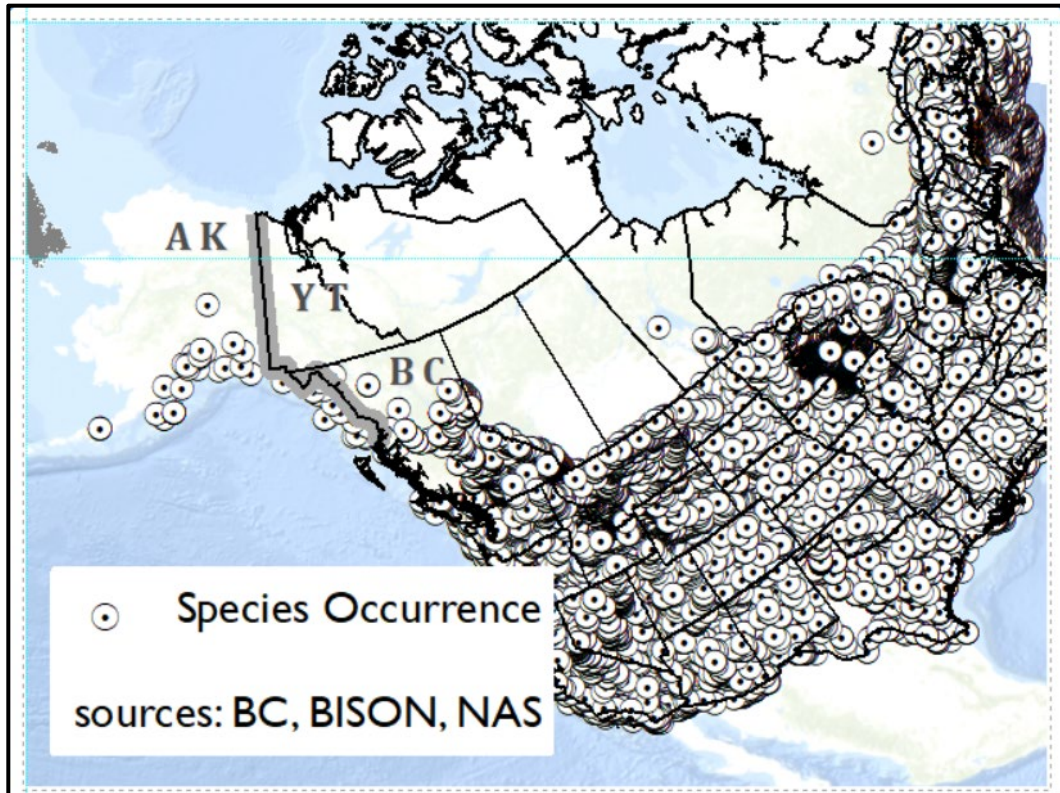 AK
YT
BC
Species Occurrence
sources: BC, BISON, NAS